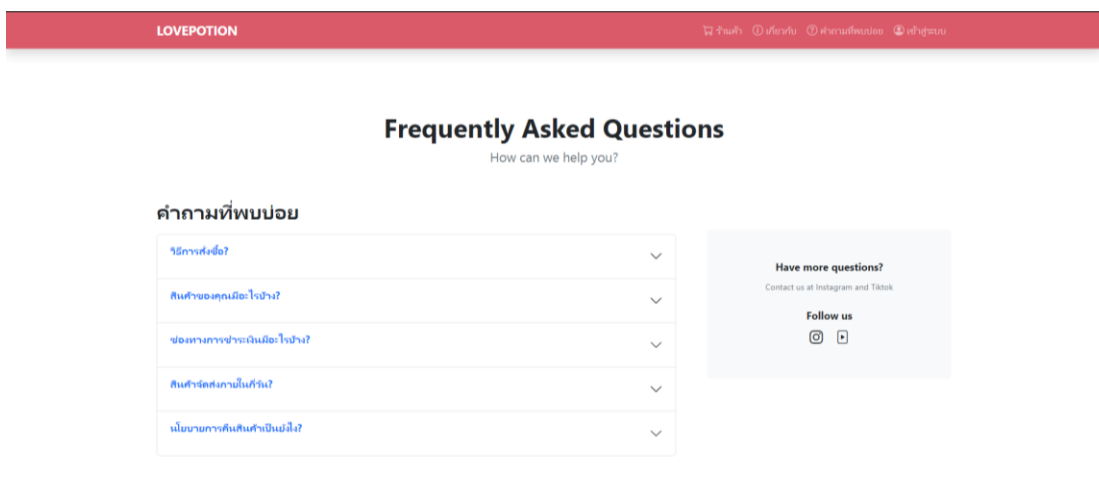 LOVEPOTION
ร้านค้า เกี่ยวกับ คำถามที่พบบ่อย เข้าสู่ระบบ
Frequently Asked Questions
How can we help you?
คำถามที่พบบ่อย
วิธีการสั่งซื้อ?
สินค้าของคุณมีอะไรบ้าง?
ช่องทางการชำระเงินมีอะไรบ้าง?
สินค้าจัดส่งภายในกี่วัน?
นโยบายการคืนสินค้าเป็นยังไง?
Have more questions?
Contact us at Instagram and Tiktok
Follow us